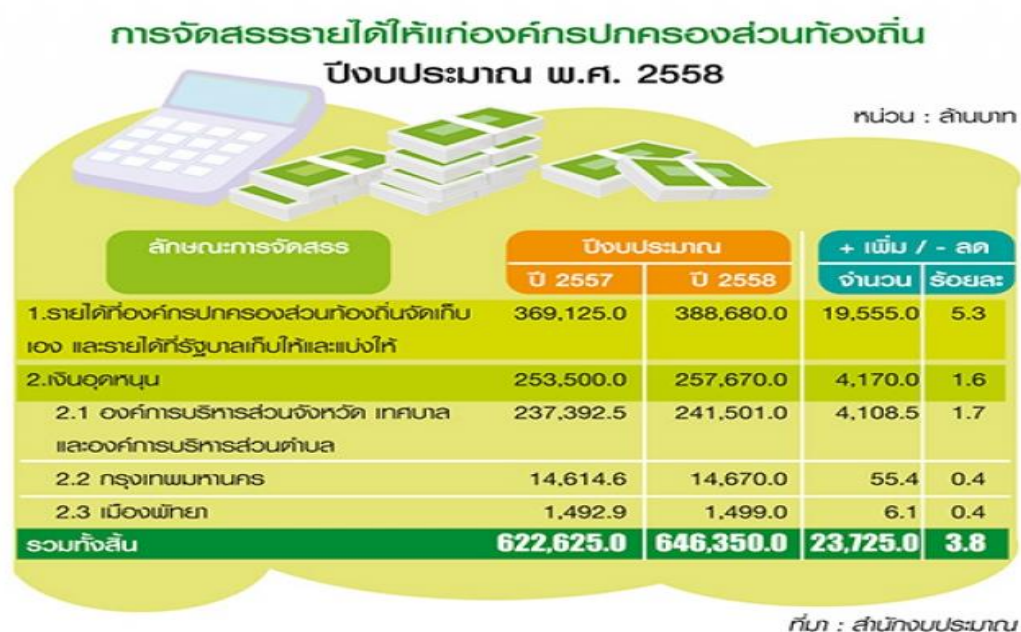 การจัดสรรรายได้ให้แก่องค์กรปกครองส่วนท้องถิ่น
ปีงบประมาณ พ.ศ. 2558
หน่วย : ล้านบาท
ลักษณะการจัดสรร ปีงบประมาณ + เพิ่ม / - ลด
ปี 2557 ปี 2558 จำนวน ร้อยละ
1.รายได้ที่องค์กรปกครองส่วนท้องถิ่นจัดเก็บ 369,125.0 388,680.0 19,555.0 5.3
เอง และรายได้ที่รัฐบาลเก็บให้และแบ่งให้
2.เงินอุดหนุน 253,500.0 257,670.0 4,170.0 1.6
2.1 องค์การบริหารส่วนจังหวัด เทศบาล 237,392.5 241,501.0 4,108.5 1.7
และองค์การบริหารส่วนตำบล
2.2 กรุงเทพมหานคร 14,614.6 14,670.0 55.4 0.4
2.3 เมืองพัทยา 1,492.9 1,499.0 6.1 0.4
รวมทั้งสิ้น 622,625.0 646,350.0 23,725.0 3.8
ที่มา : สำนักงบประมาณ